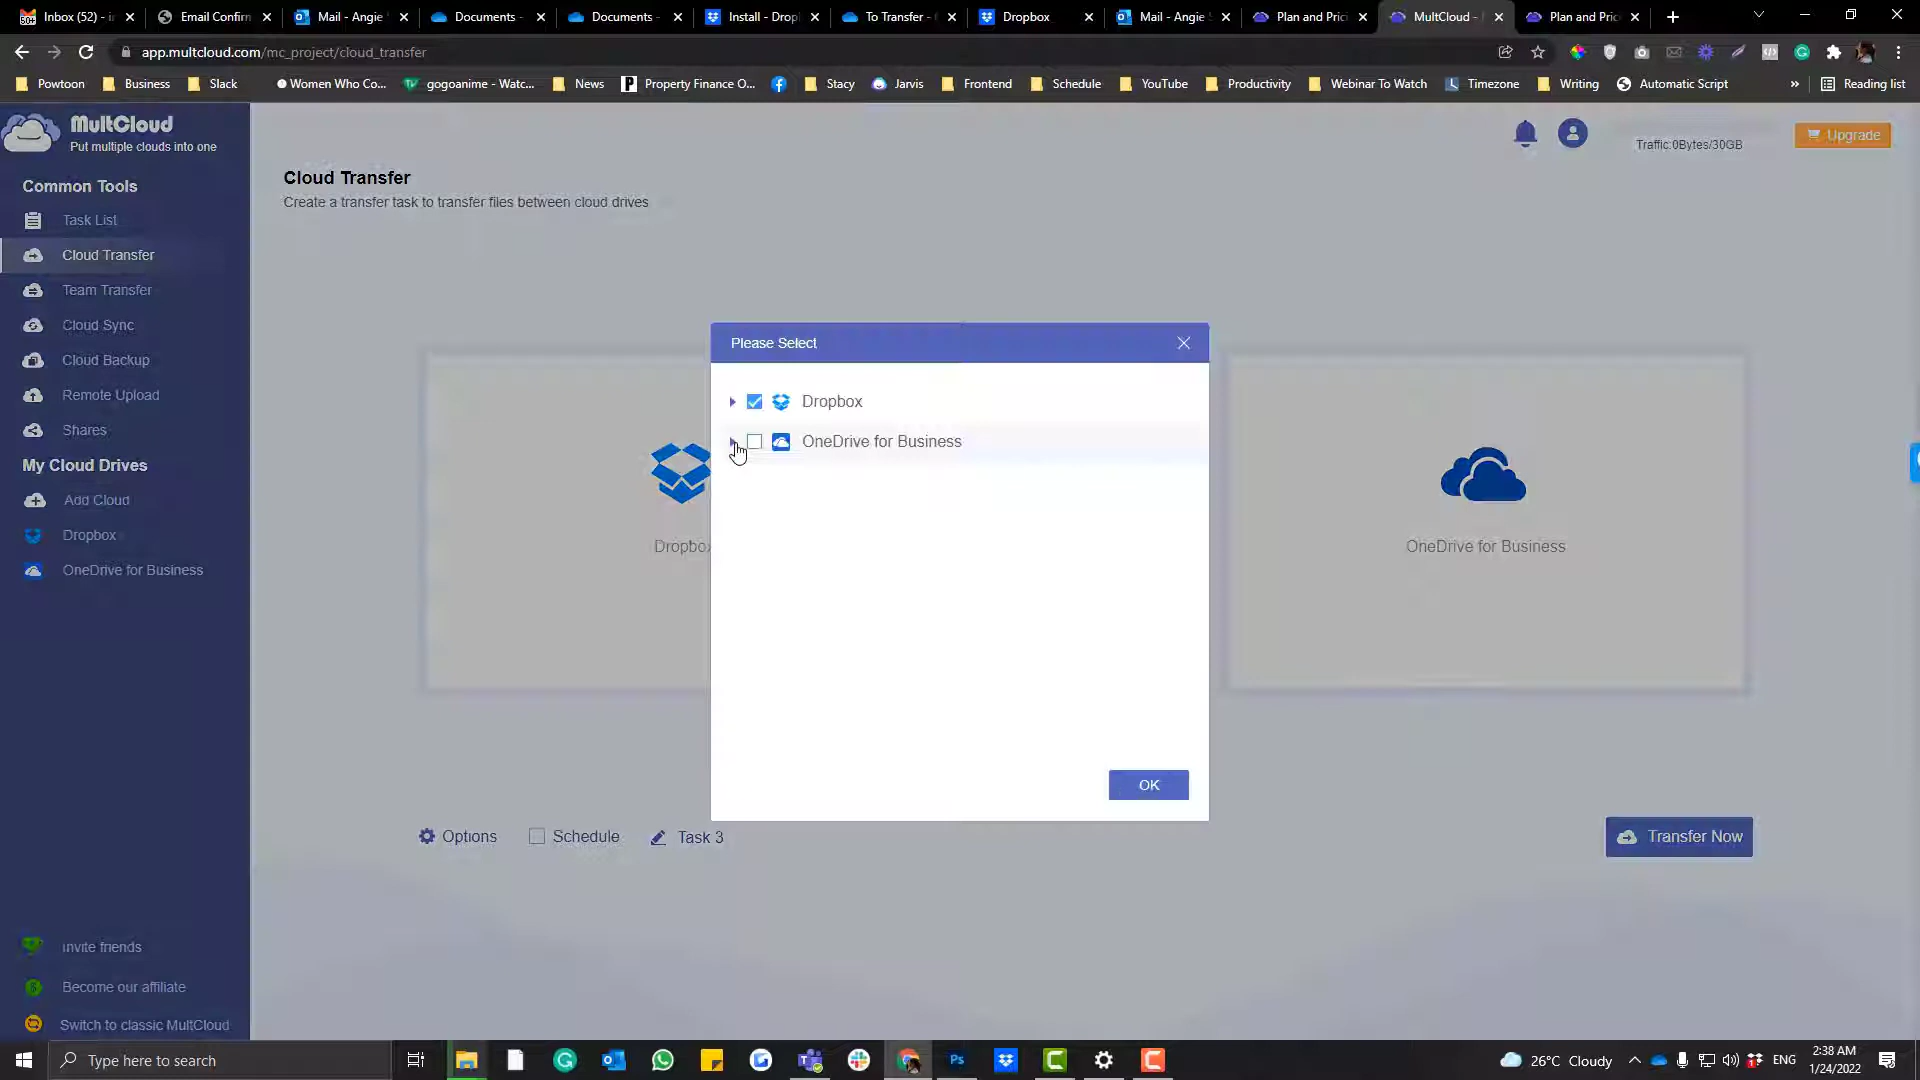 50+ Inbox (52) - i
Email Confirm
Mail - Angie
Documents -
Documents -
Install - Drop
To Transfer -
Dropbox
Mail - Angie
Plan and Pric
MultCloud -
Plan and Pric
app.multcloud.com/mc_project/cloud_transfer
Powtoon
Business
Slack
Women Who Co...
gogoanime - Watc...
News
Property Finance O...
Stacy
Jarvis
Frontend
Schedule
YouTube
Productivity
Webinar To Watch
Timezone
Writing
Automatic Script
»
Reading list
MultCloud
Put multiple clouds into one
Traffic:0Bytes/30GB
Upgrade
Common Tools
Task List
Cloud Transfer
Team Transfer
Cloud Sync
Cloud Backup
Remote Upload
Shares
My Cloud Drives
Add Cloud
Dropbox
OneDrive for Business
Invite friends
Become our affiliate
Switch to classic MultCloud
Cloud Transfer
Create a transfer task to transfer files between cloud drives
Please Select
Dropbox
OneDrive for Business
OK
Dropbox
OneDrive for Business
Options
Schedule
Task 3
Transfer Now
Type here to search
Ps
26°C Cloudy
ENG
2:38 AM
1/24/2022